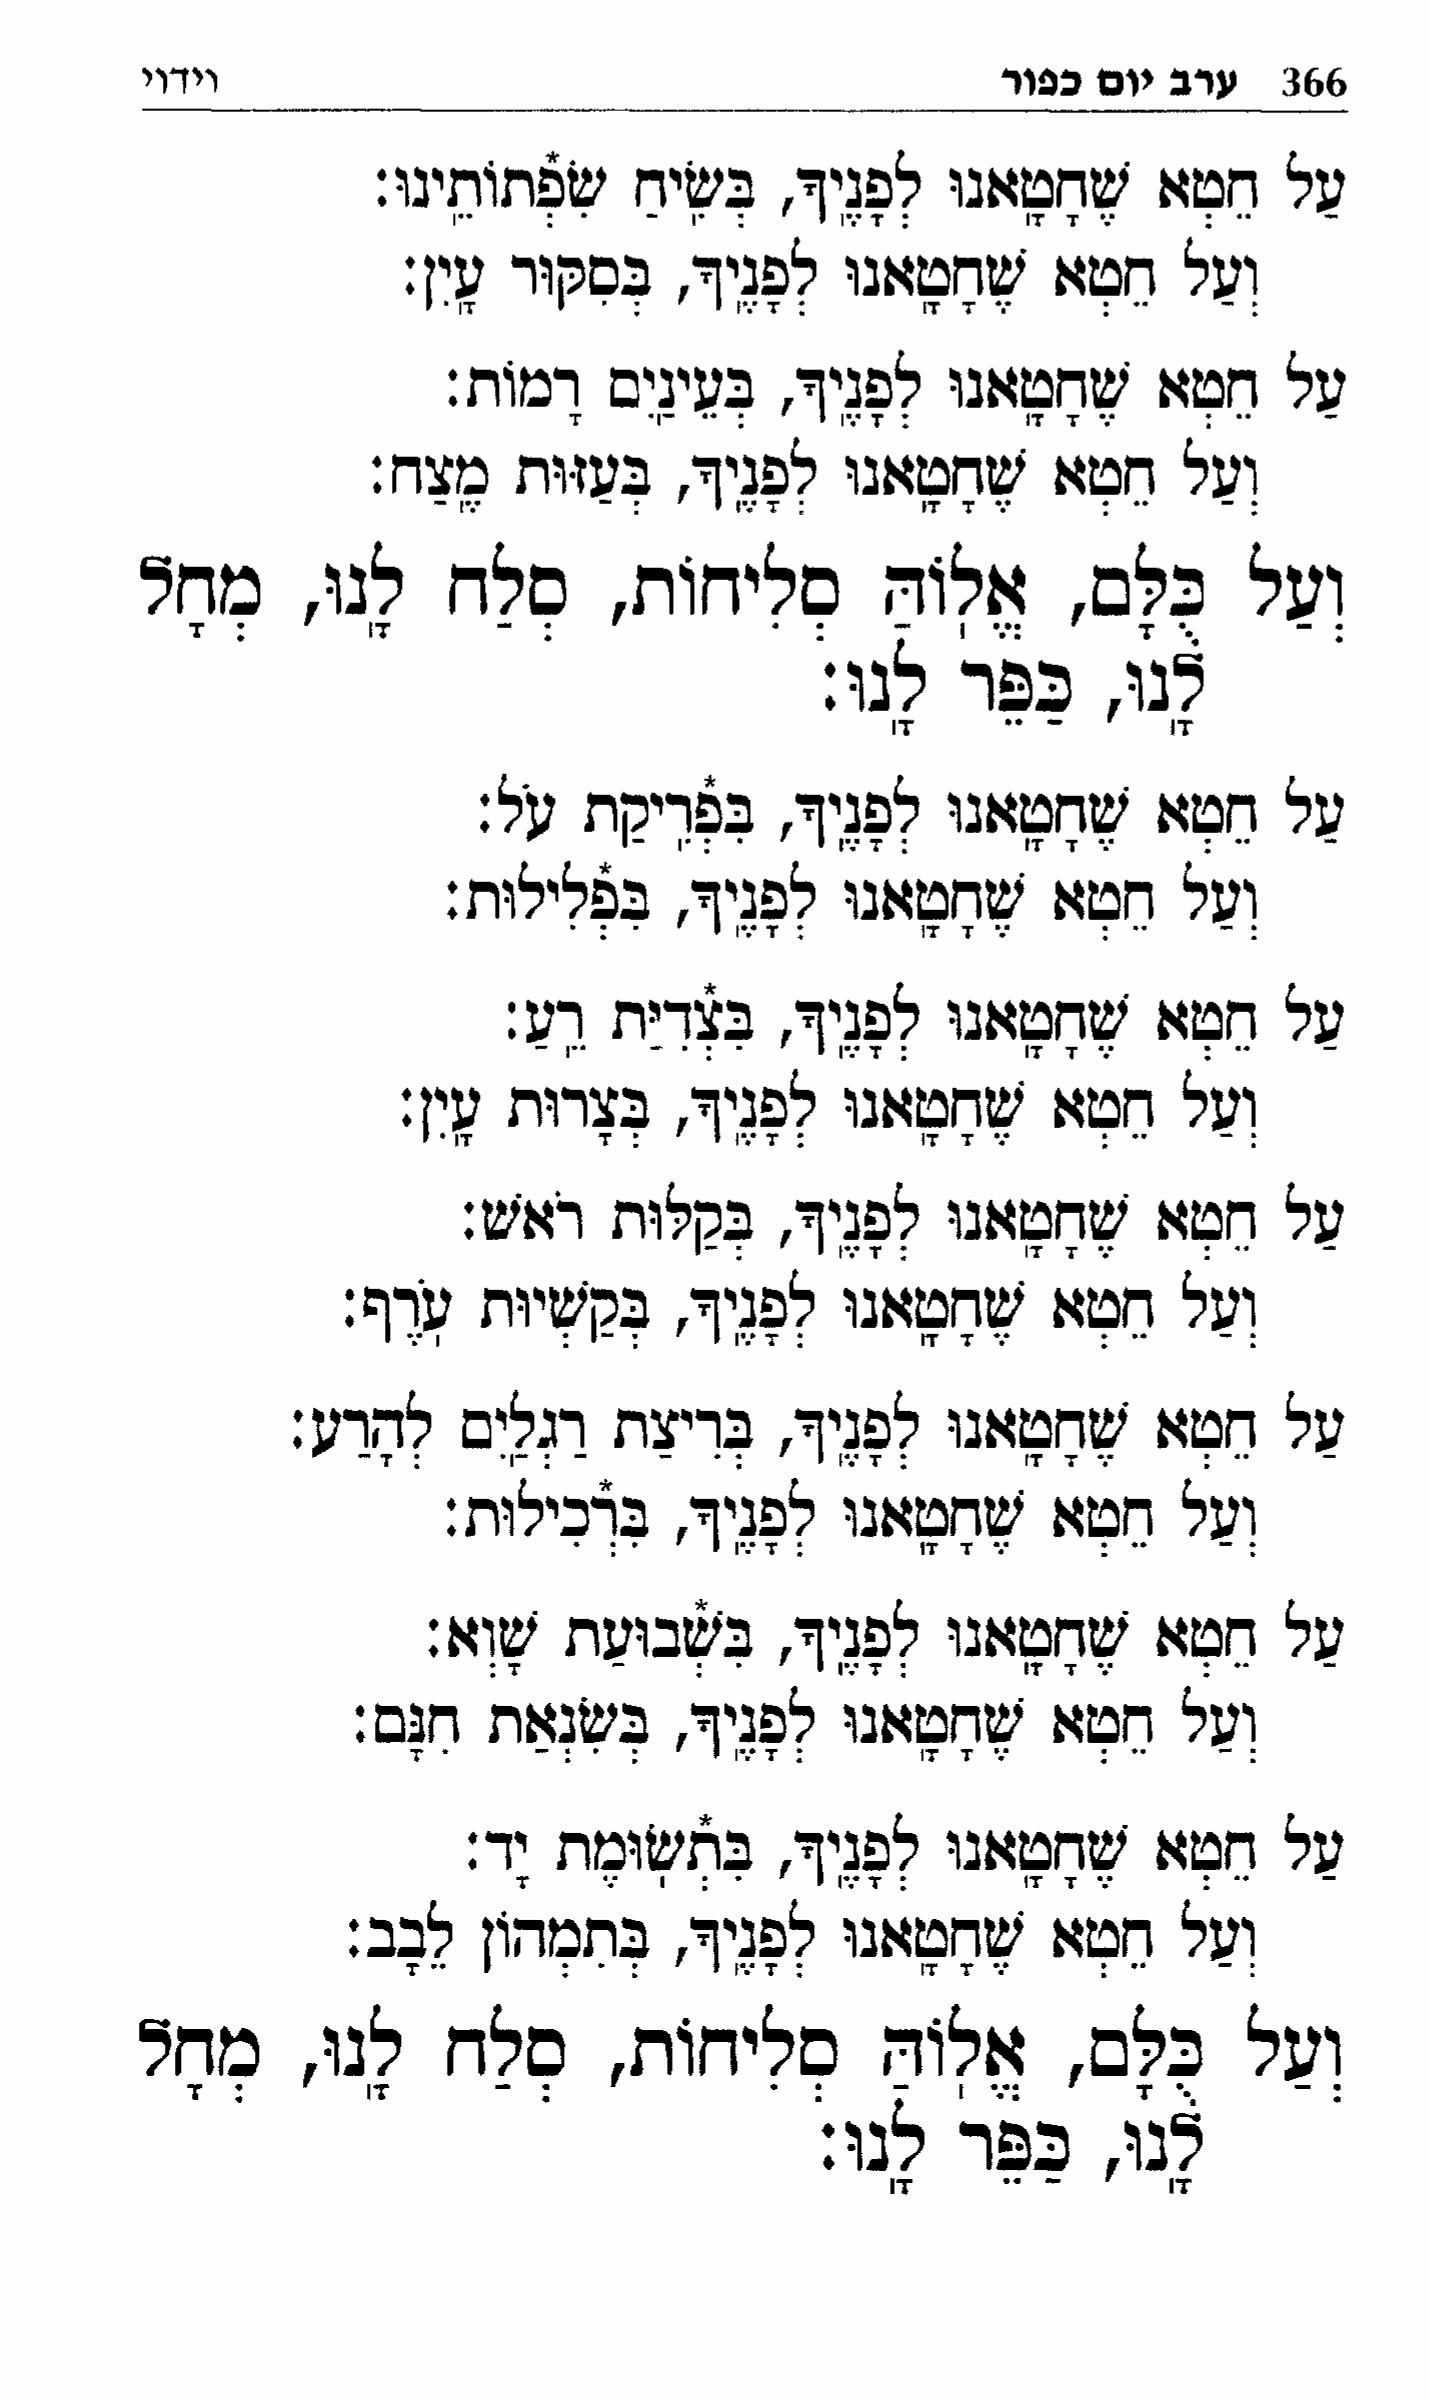 366 ערב יום כפור וידוי
עַל חֵטְא שֶׁחָטָֽאנוּ לְפָנֶֽיךָ, בְּשִֽׂיחַ שִׂפְ֯תוֹתֵֽינוּ:
וְעַל חֵטְא שֶׁחָטָֽאנוּ לְפָנֶֽיךָ, בְּסִקּוּר עָֽיִן:
עַל חֵטְא שֶׁחָטָֽאנוּ לְפָנֶֽיךָ, בְּעֵינַֽיִם רָמוֹת:
וְעַל חֵטְא שֶׁחָטָֽאנוּ לְפָנֶֽיךָ, בְּעַזּוּת מֶֽצַח:
וְעַל כֻּלָּם, אֱלֽוֹהַּ סְלִיחוֹת, סְלַח לָֽנוּ, מְחָל
לָֽנוּ, כַּפֵּר לָֽנוּ:
עַל חֵטְא שֶׁחָטָֽאנוּ לְפָנֶֽיךָ, בִּפְ֯רִֽיקַת עֹל:
וְעַל חֵטְא שֶׁחָטָֽאנוּ לְפָנֶֽיךָ, בִּפְ֯לִילוּת:
עַל חֵטְא שֶׁחָטָֽאנוּ לְפָנֶֽיךָ, בִּצְ֯דִיַּת רֵֽעַ:
וְעַל חֵטְא שֶׁחָטָֽאנוּ לְפָנֶֽיךָ, בְּצָרוּת עָֽיִן:
עַל חֵטְא שֶׁחָטָֽאנוּ לְפָנֶֽיךָ, בְּקַלּוּת רֹאשׁ:
וְעַל חֵטְא שֶׁחָטָֽאנוּ לְפָנֶֽיךָ, בְּקַשְׁיוּת עֹֽרֶף:
עַל חֵטְא שֶׁחָטָֽאנוּ לְפָנֶֽיךָ, בְּרִיצַת רַגְלַֽיִם לְהָרַע:
וְעַל חֵטְא שֶׁחָטָֽאנוּ לְפָנֶֽיךָ, בִּרְ֯כִילוּת:
עַל חֵטְא שֶׁחָטָֽאנוּ לְפָנֶֽיךָ, בִּשְׁ֯בוּעַת שָׁוְא:
וְעַל חֵטְא שֶׁחָטָֽאנוּ לְפָנֶֽיךָ, בְּשִׂנְאַת חִנָּם:
עַל חֵטְא שֶׁחָטָֽאנוּ לְפָנֶֽיךָ, בִּתְ֯שֽׂוּמֶת יָד:
וְעַל חֵטְא שֶׁחָטָֽאנוּ לְפָנֶֽיךָ, בְּתִמְהוֹן לֵבָב:
וְעַל כֻּלָּם, אֱלֽוֹהַּ סְלִיחוֹת, סְלַח לָֽנוּ, מְחָל
לָֽנוּ, כַּפֵּר לָֽנוּ: